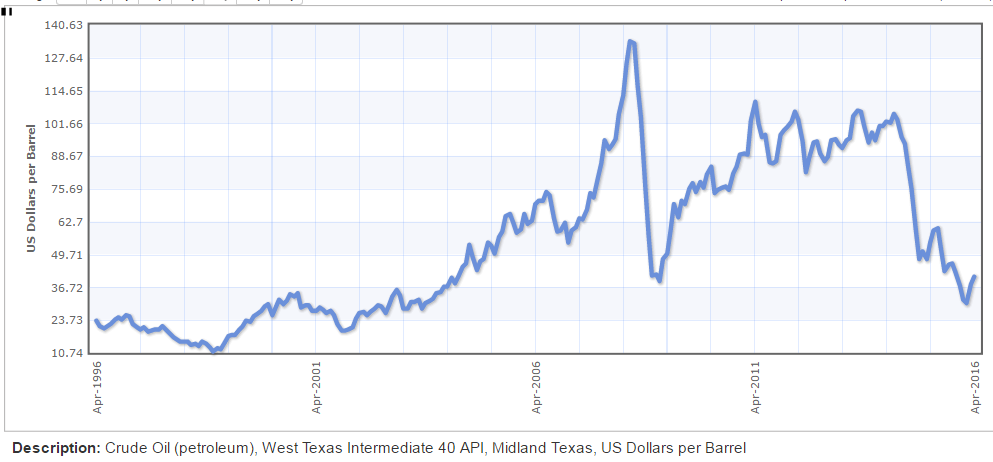 140.63
127.64
114.65
101.66
88.67
75.69
62.7
49.71
36.72
23.73
10.74
US Dollars per Barrel
Apr-1996
Apr-2001
Apr-2006
Apr-2011
Apr-2016
Description: Crude Oil (petroleum), West Texas Intermediate 40 API, Midland Texas, US Dollars per Barrel